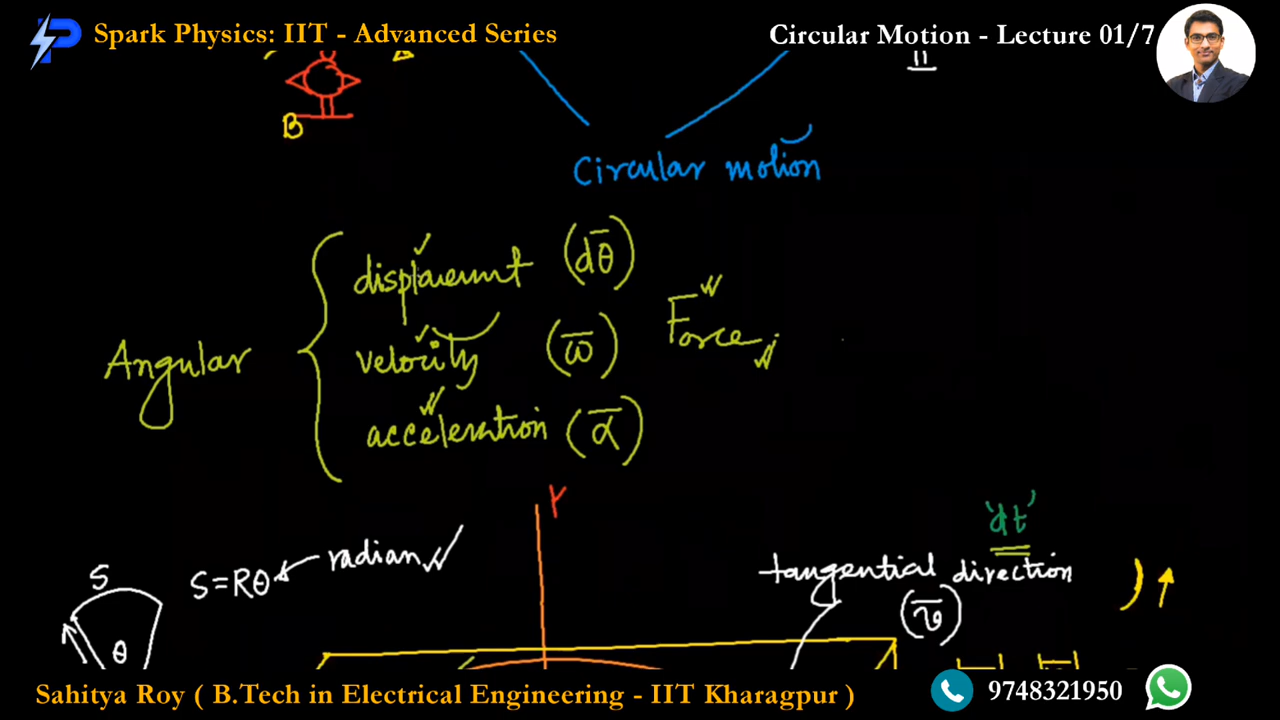 Spark Physics: IIT - Advanced Series
Circular Motion - Lecture 01/7
B
Circular motion
Angular
displacement (dθ̄)
velocity (ω̄)
acceleration (ᾱ)
Force
Y
'dt'
S
S=Rθ
radian
θ
tangential direction
(v̄)
Sahitya Roy ( B.Tech in Electrical Engineering - IIT Kharagpur )
9748321950